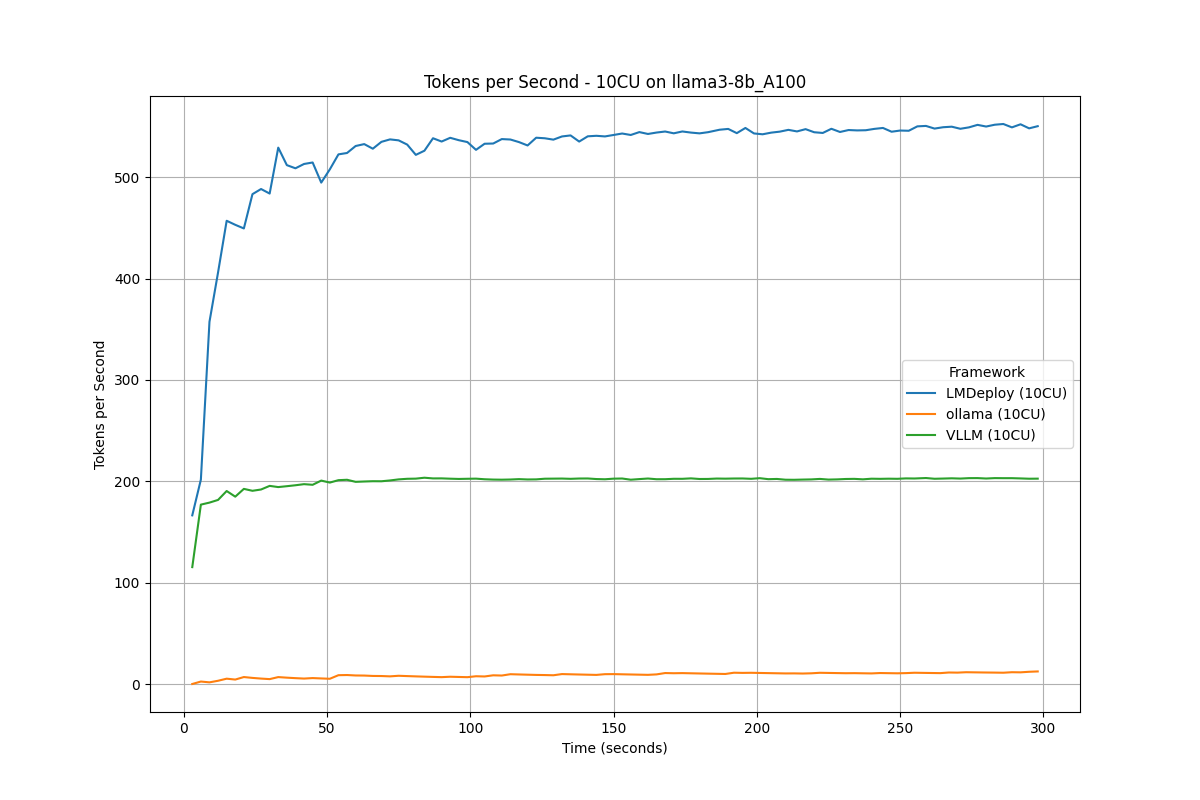 Tokens per Second - 10CU on llama3-8b_A100
Tokens per Second
500
400
300
200
100
0
Framework
LMDeploy (10CU)
ollama (10CU)
VLLM (10CU)
0 50 100 150 200 250 300
Time (seconds)